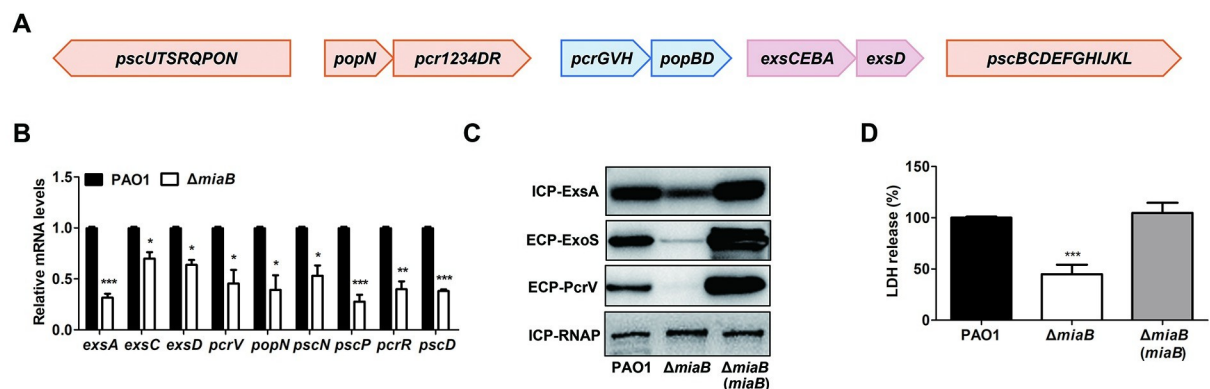 A
pscUTSRQPON
popN
pcr1234DR
pcrGVH
popBD
exsCEBA
exsD
pscBCDEFGHIJKL
B
PAO1
ΔmiaB
Relative mRNA levels
1.5
1.0
0.5
0.0
***
*
*
*
*
*
***
**
***
exsA
exsC
exsD
pcrV
popN
pscN
pscP
pcrR
pscD
C
ICP-ExsA
ECP-ExoS
ECP-PcrV
ICP-RNAP
PAO1
ΔmiaB
ΔmiaB
(miaB)
D
LDH release (%)
150
100
50
0
***
PAO1
ΔmiaB
ΔmiaB
(miaB)